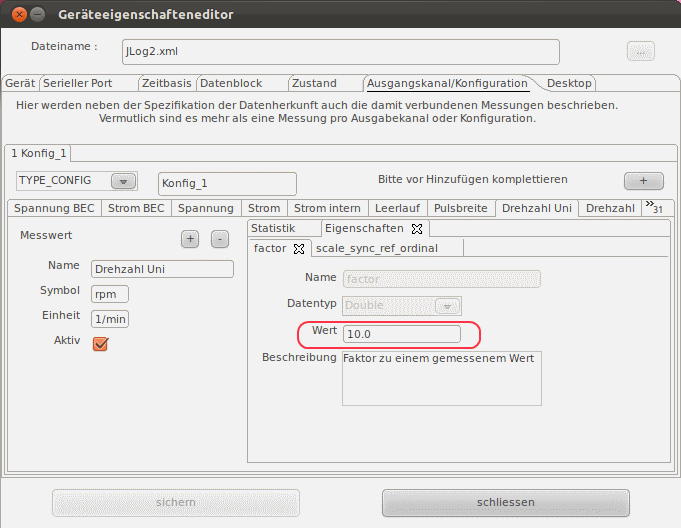 Geräteeigenschafteneditor
Dateiname :
JLog2.xml
...
Gerät Serieller Port Zeitbasis Datenblock Zustand Ausgangskanal/Konfiguration Desktop
Hier werden neben der Spezifikation der Datenherkunft auch die damit verbundenen Messungen beschrieben.
Vermutlich sind es mehr als eine Messung pro Ausgabekanal oder Konfiguration.
1 Konfig_1
TYPE_CONFIG
Konfig_1
Bitte vor Hinzufügen komplettieren
+
Spannung BEC Strom BEC Spannung Strom Strom intern Leerlauf Pulsbreite Drehzahl Uni Drehzahl »31
Messwert
+ -
Name Drehzahl Uni
Symbol rpm
Einheit 1/min
Aktiv
Statistik Eigenschaften
factor scale_sync_ref_ordinal
Name factor
Datentyp Double
Wert 10.0
Beschreibung Faktor zu einem gemessenem Wert
sichern
schliessen